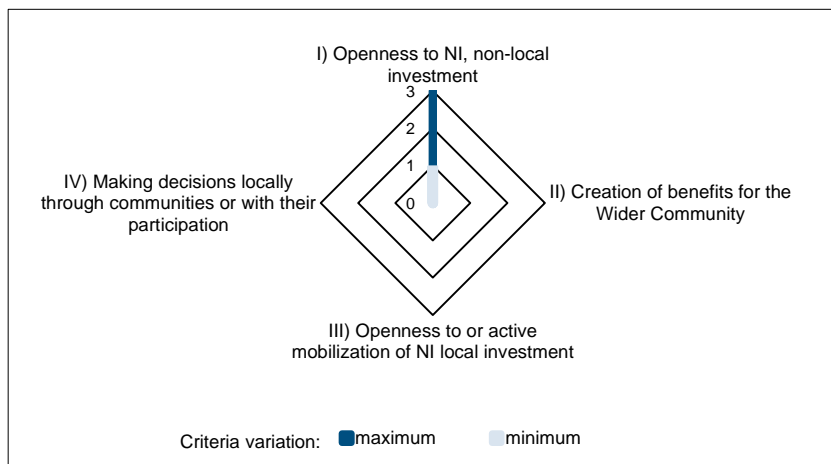 I) Openness to NI, non-local
investment
3
2
1
0
IV) Making decisions locally
through communities or with their
participation
II) Creation of benefits for the
Wider Community
III) Openness to or active
mobilization of NI local investment
Criteria variation: maximum minimum